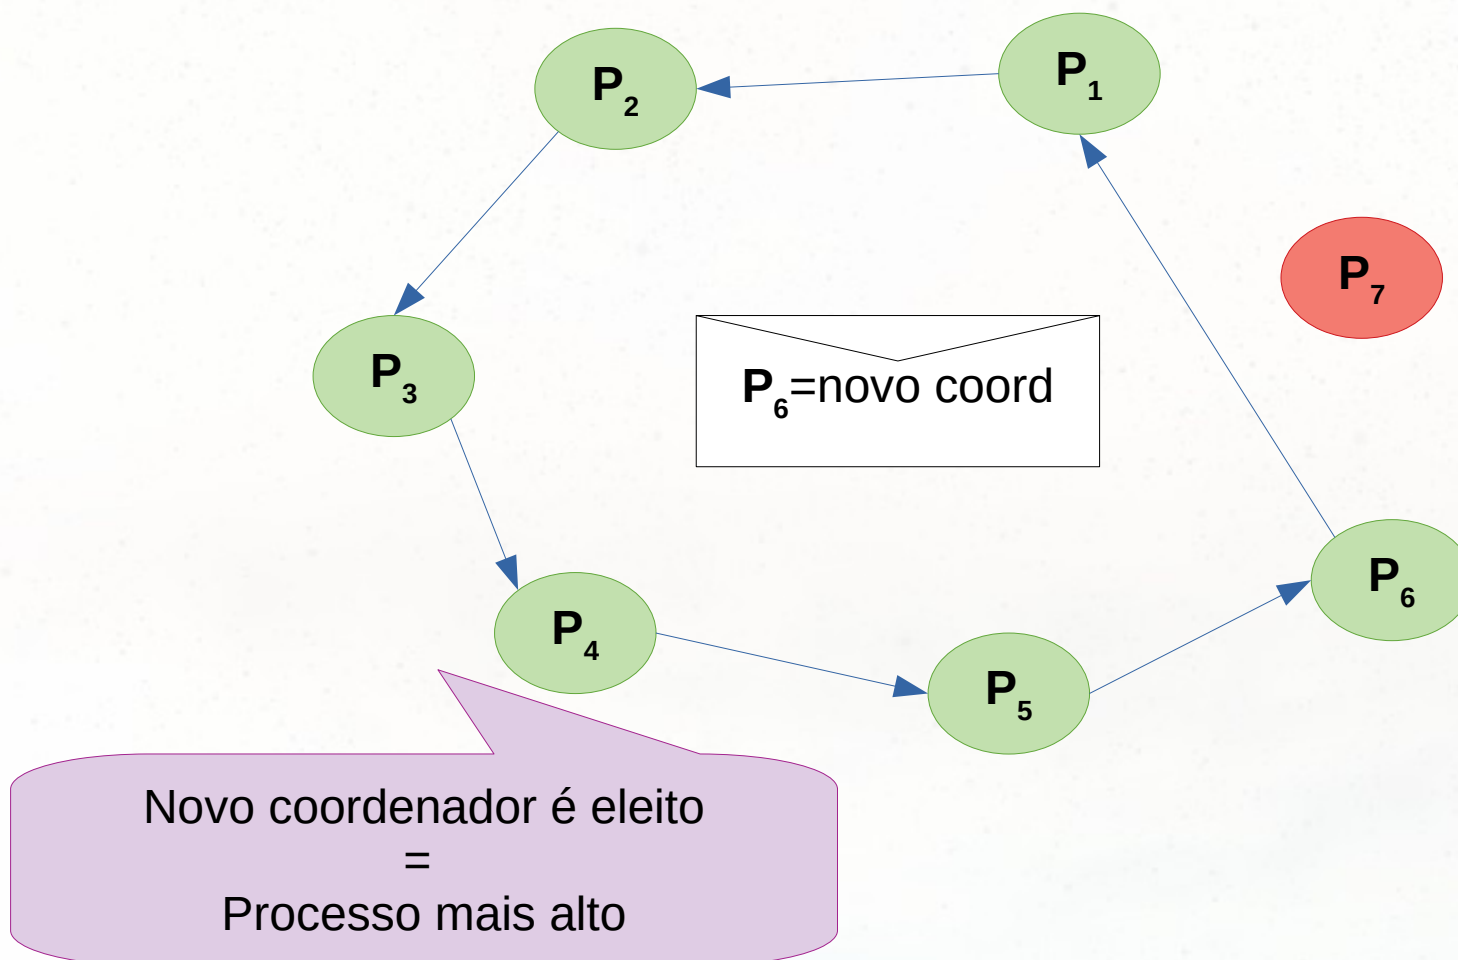 P1
P2
P7
P3
P6=novo coord
P6
P4
P5
Novo coordenador é eleito
=
Processo mais alto